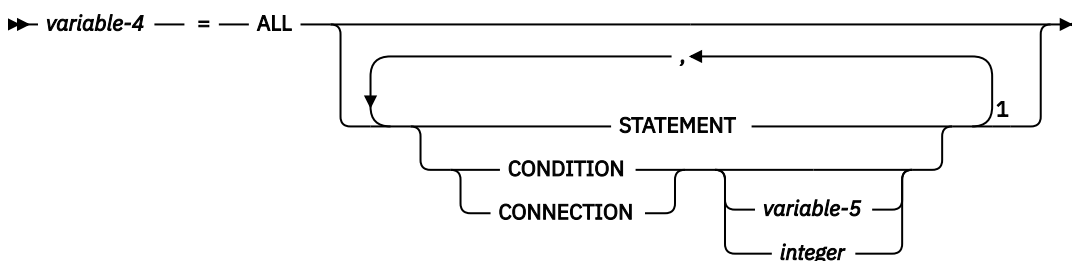 variable-4 = ALL
,
1
STATEMENT
CONDITION
CONNECTION variable-5
integer